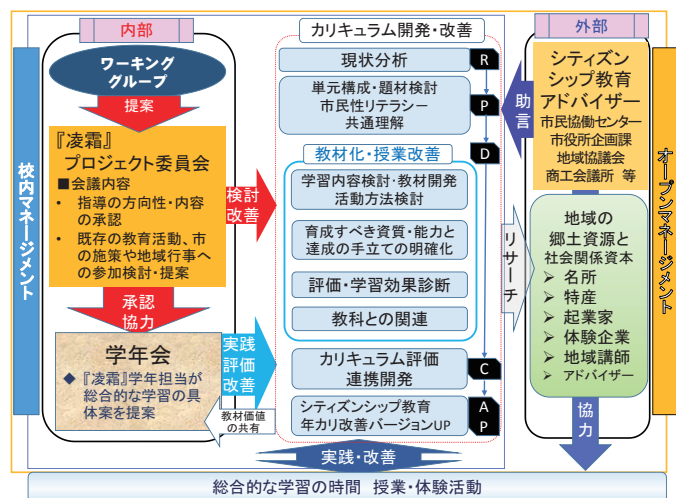 内部
ワーキング
グループ
提案
『凌霜』
プロジェクト委員会
■会議内容
• 指導の方向性・内容
の承認
• 既存の教育活動、市
の施策や地域行事へ
の参加検討・提案
承認
協力
学年会
◆ 『凌霜』学年担当が
総合的な学習の具
体案を提案
校内マネージメント
検討
改善
実践
評価
改善
教材価値
の共有
カリキュラム開発・改善
現状分析
R
単元構成・題材検討
市民性リテラシー
共通理解
P
D
教材化・授業改善
学習内容検討・教材開発
活動方法検討
育成すべき資質・能力と
達成の手立ての明確化
評価・学習効果診断
教科との関連
カリキュラム評価
連携開発
C
シティズンシップ教育
年カリ改善バージョンUP
A
P
実践・改善
助言
リサーチ
外部
シティズン
シップ教育
アドバイザー
市民協働センター
市役所企画課
地域協議会
商工会議所 等
地域の
郷土資源と
社会関係資本
➢ 名所
➢ 特産
➢ 起業家
➢ 体験企業
➢ 地域講師
➢ アドバイザー
協力
オープンマネージメント
総合的な学習の時間 授業・体験活動